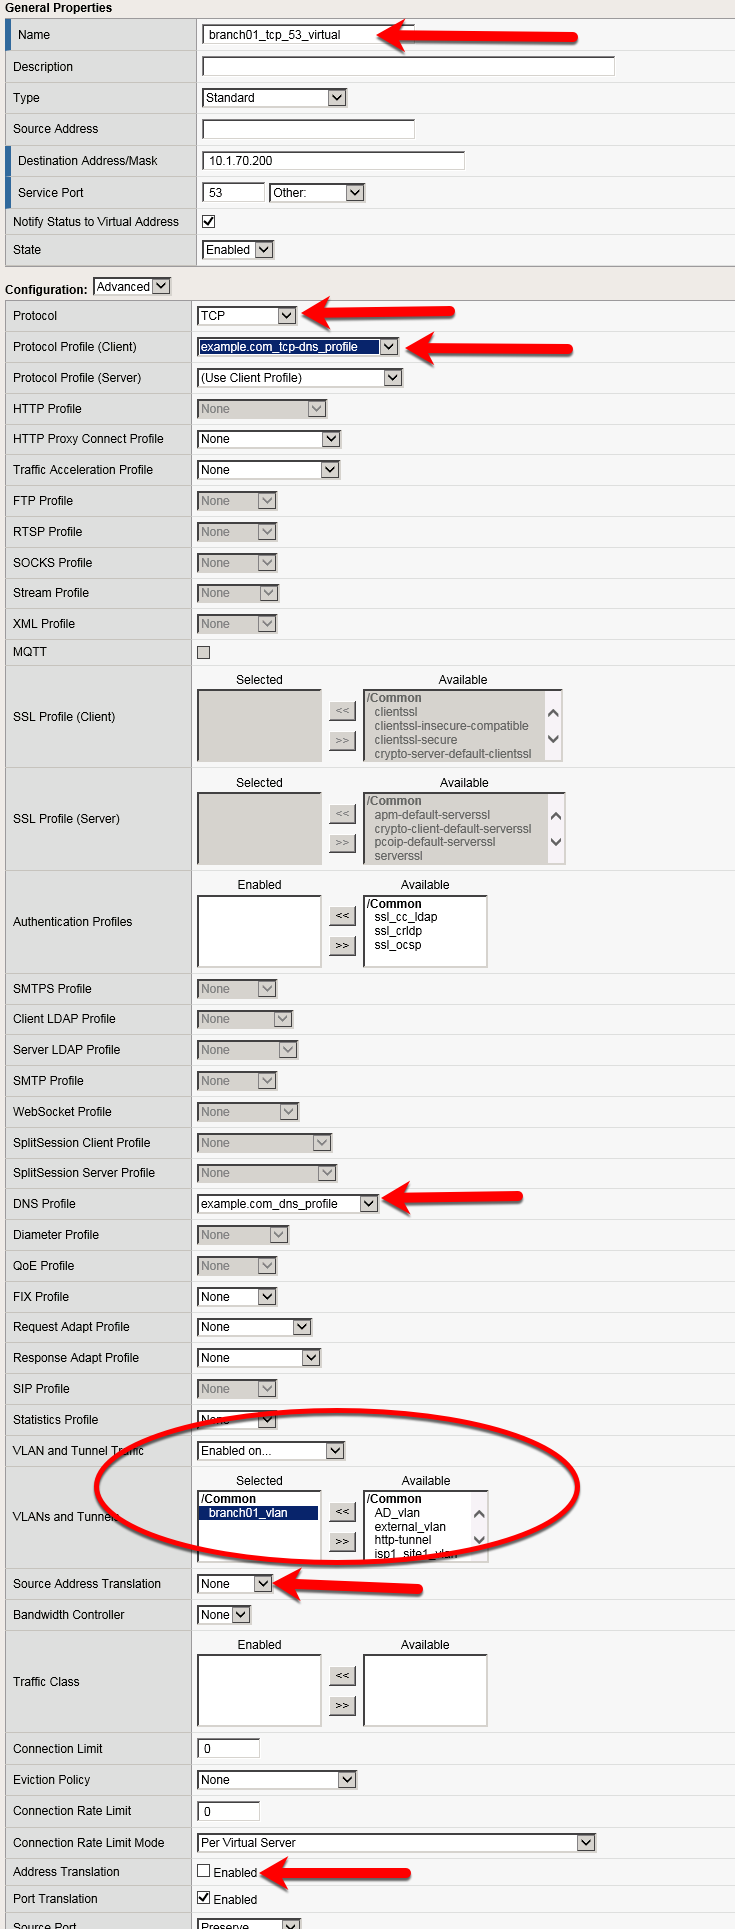 General Properties
Name branch01_tcp_53_virtual
Description
Type Standard
Source Address
Destination Address/Mask 10.1.70.200
Service Port 53 Other:
Notify Status to Virtual Address
State Enabled
Configuration: Advanced
Protocol TCP
Protocol Profile (Client) example.com_tcp-dns_profile
Protocol Profile (Server) (Use Client Profile)
HTTP Profile None
HTTP Proxy Connect Profile None
Traffic Acceleration Profile None
FTP Profile None
RTSP Profile None
SOCKS Profile None
Stream Profile None
XML Profile None
MQTT
Selected Available
SSL Profile (Client) << >> /Common
clientssl
clientssl-insecure-compatible
clientssl-secure
crypto-server-default-clientssl
Selected Available
SSL Profile (Server) << >> /Common
apm-default-serverssl
crypto-client-default-serverssl
pcoip-default-serverssl
serverssl
Enabled Available
Authentication Profiles << >> /Common
ssl_cc_ldap
ssl_crldp
ssl_ocsp
SMTPS Profile None
Client LDAP Profile None
Server LDAP Profile None
SMTP Profile None
WebSocket Profile None
SplitSession Client Profile None
SplitSession Server Profile None
DNS Profile example.com_dns_profile
Diameter Profile None
QoE Profile None
FIX Profile None
Request Adapt Profile None
Response Adapt Profile None
SIP Profile None
Statistics Profile None
VLAN and Tunnel Traffic Enabled on...
Selected Available
VLANs and Tunnels /Common << >> /Common
branch01_vlan AD_vlan
external_vlan
http-tunnel
isp1_site1_vlan
Source Address Translation None
Bandwidth Controller None
Enabled Available
Traffic Class << >>
Connection Limit 0
Eviction Policy None
Connection Rate Limit 0
Connection Rate Limit Mode Per Virtual Server
Address Translation Enabled
Port Translation Enabled
Source Port Preserve